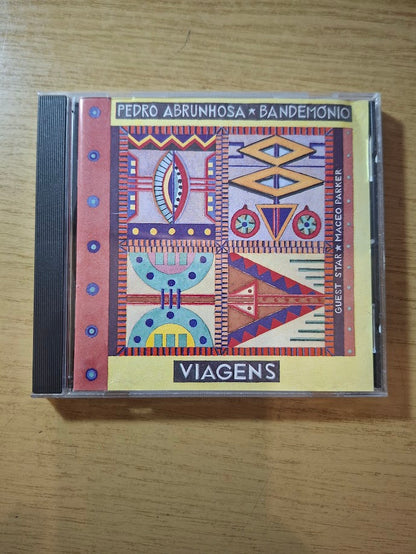 PEDRO ABRUNHOSA ★ BANDEMÓNIO
GUEST STAR ★ MACEO PARKER
VIAGENS